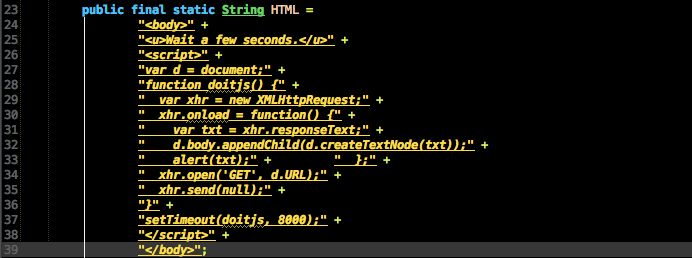 23 public final static String HTML =
24 "<body>" +
25 "<u>Wait a few seconds.</u>" +
26 "<script>" +
27 "var d = document;" +
28 "function doitjs() {" +
29 "  var xhr = new XMLHttpRequest;" +
30 "  xhr.onload = function() {" +
31 "    var txt = xhr.responseText;" +
32 "    d.body.appendChild(d.createTextNode(txt));" +
33 "    alert(txt);" +         "  };" +
34 "  xhr.open('GET', d.URL);" +
35 "  xhr.send(null);" +
36 "}" +
37 "setTimeout(doitjs, 8000);" +
38 "</script>" +
39 "</body>";